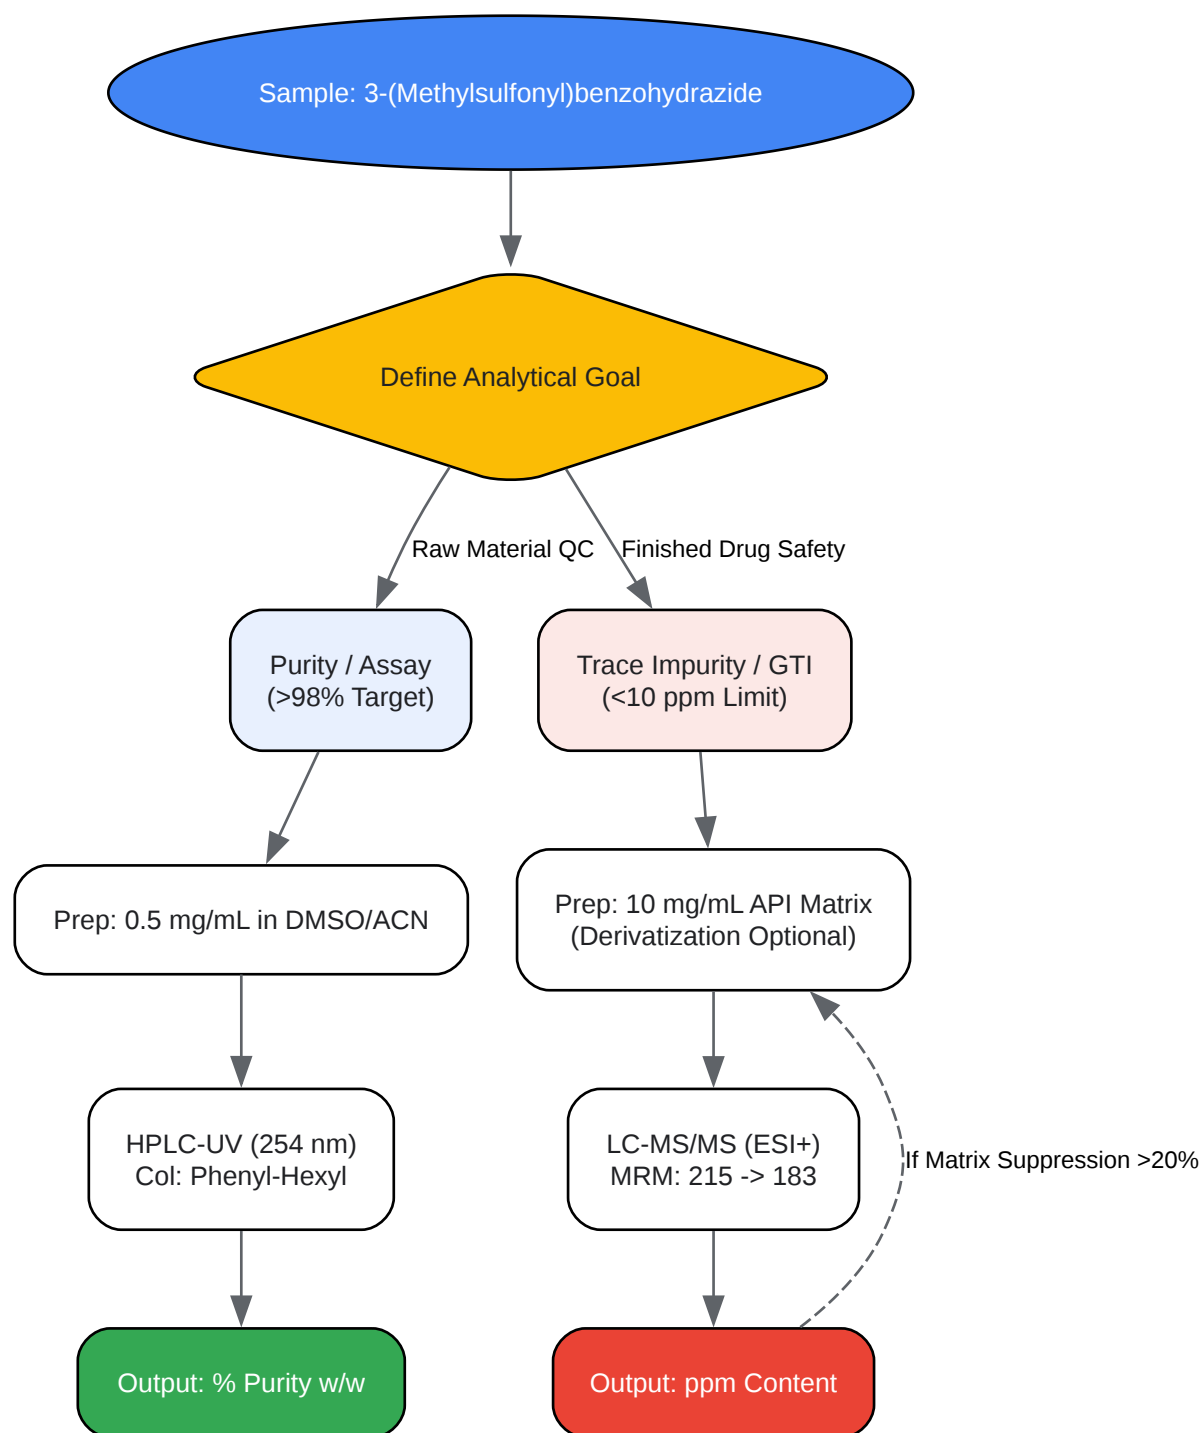 Sample: 3-(Methylsulfonyl)benzohydrazide
Define Analytical Goal
Raw Material QC
Finished Drug Safety
Purity / Assay
(>98% Target)
Trace Impurity / GTI
(<10 ppm Limit)
Prep: 0.5 mg/mL in DMSO/ACN
Prep: 10 mg/mL API Matrix
(Derivatization Optional)
HPLC-UV (254 nm)
Col: Phenyl-Hexyl
LC-MS/MS (ESI+)
MRM: 215 -> 183
If Matrix Suppression >20%
Output: % Purity w/w
Output: ppm Content